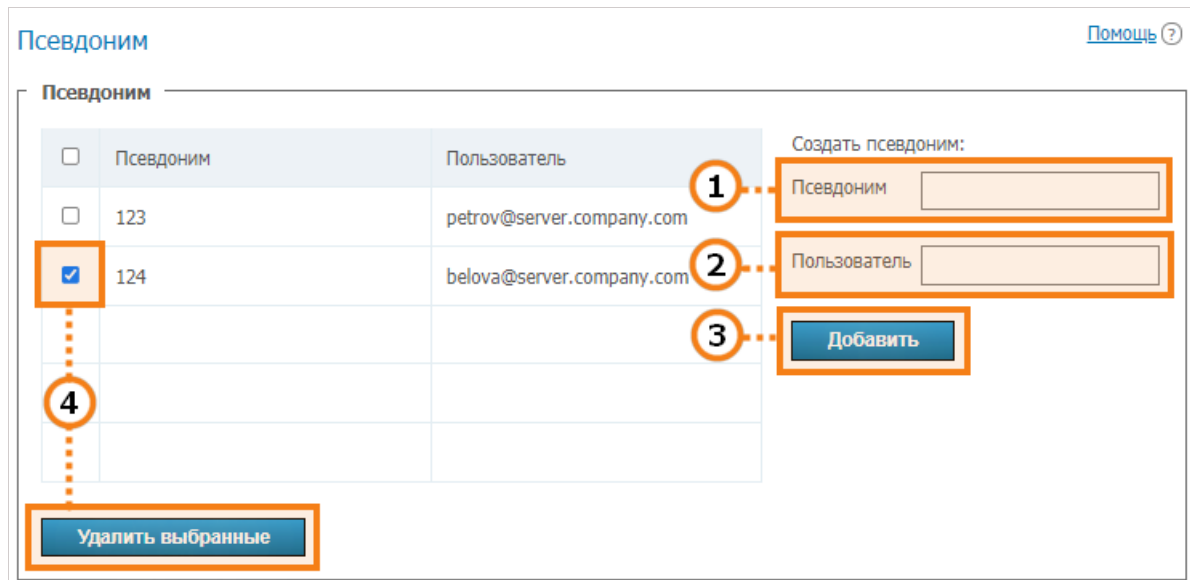 Псевдоним
Помощь ?
Псевдоним
Псевдоним Пользователь
123 petrov@server.company.com
124 belova@server.company.com
Создать псевдоним:
1 Псевдоним
2 Пользователь
3 Добавить
4
Удалить выбранные